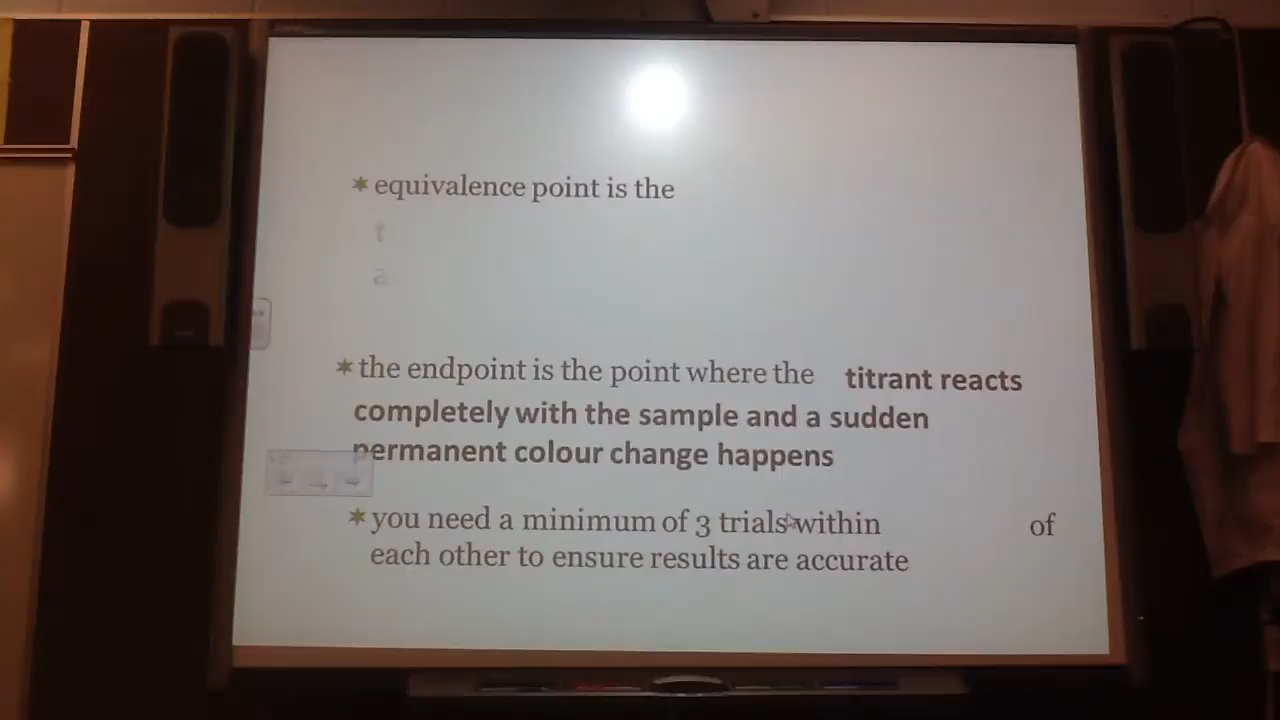 * equivalence point is the
t
a
* the endpoint is the point where the titrant reacts
completely with the sample and a sudden
permanent colour change happens
* you need a minimum of 3 trials within of
each other to ensure results are accurate